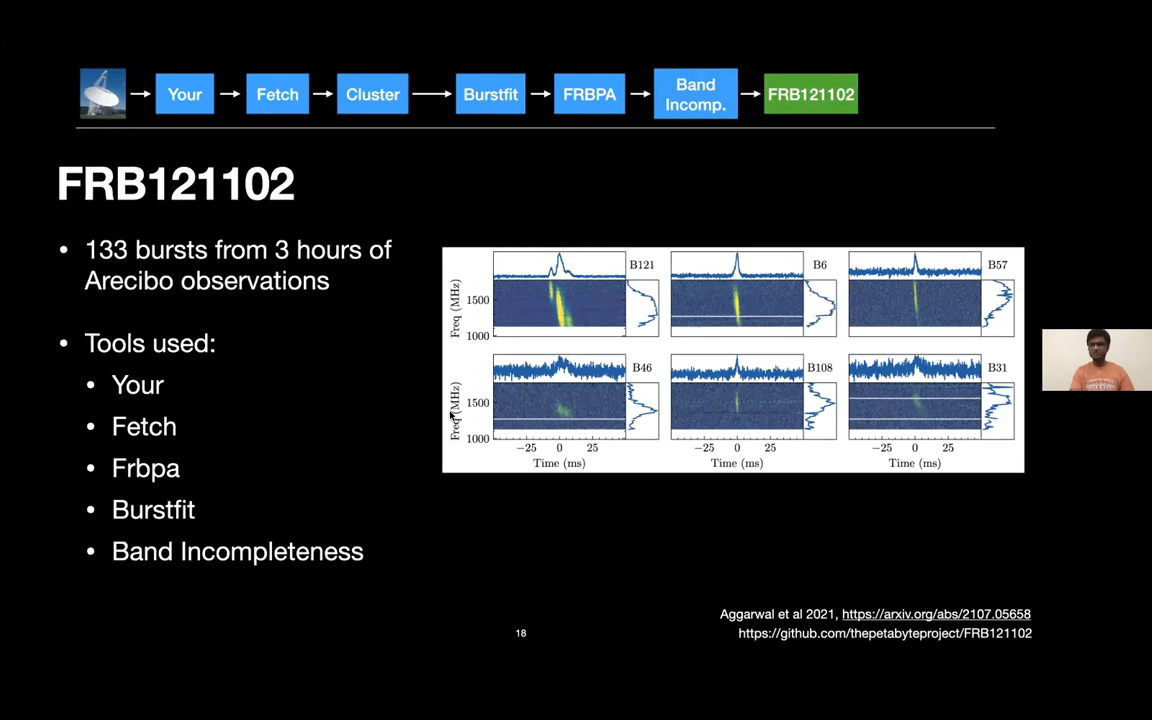 Your
Fetch
Cluster
Burstfit
FRBPA
Band
Incomp.
FRB121102
FRB121102
• 133 bursts from 3 hours of
Arecibo observations
• Tools used:
• Your
• Fetch
• Frbpa
• Burstfit
• Band Incompleteness
B121
B6
B57
Freq (MHz)
1500
1000
B46
B108
B31
Freq (MHz)
1500
1000
−25 0 25
−25 0 25
−25 0 25
Time (ms)
Time (ms)
Time (ms)
Aggarwal et al 2021, https://arxiv.org/abs/2107.05658
https://github.com/thepetabyteproject/FRB121102
18